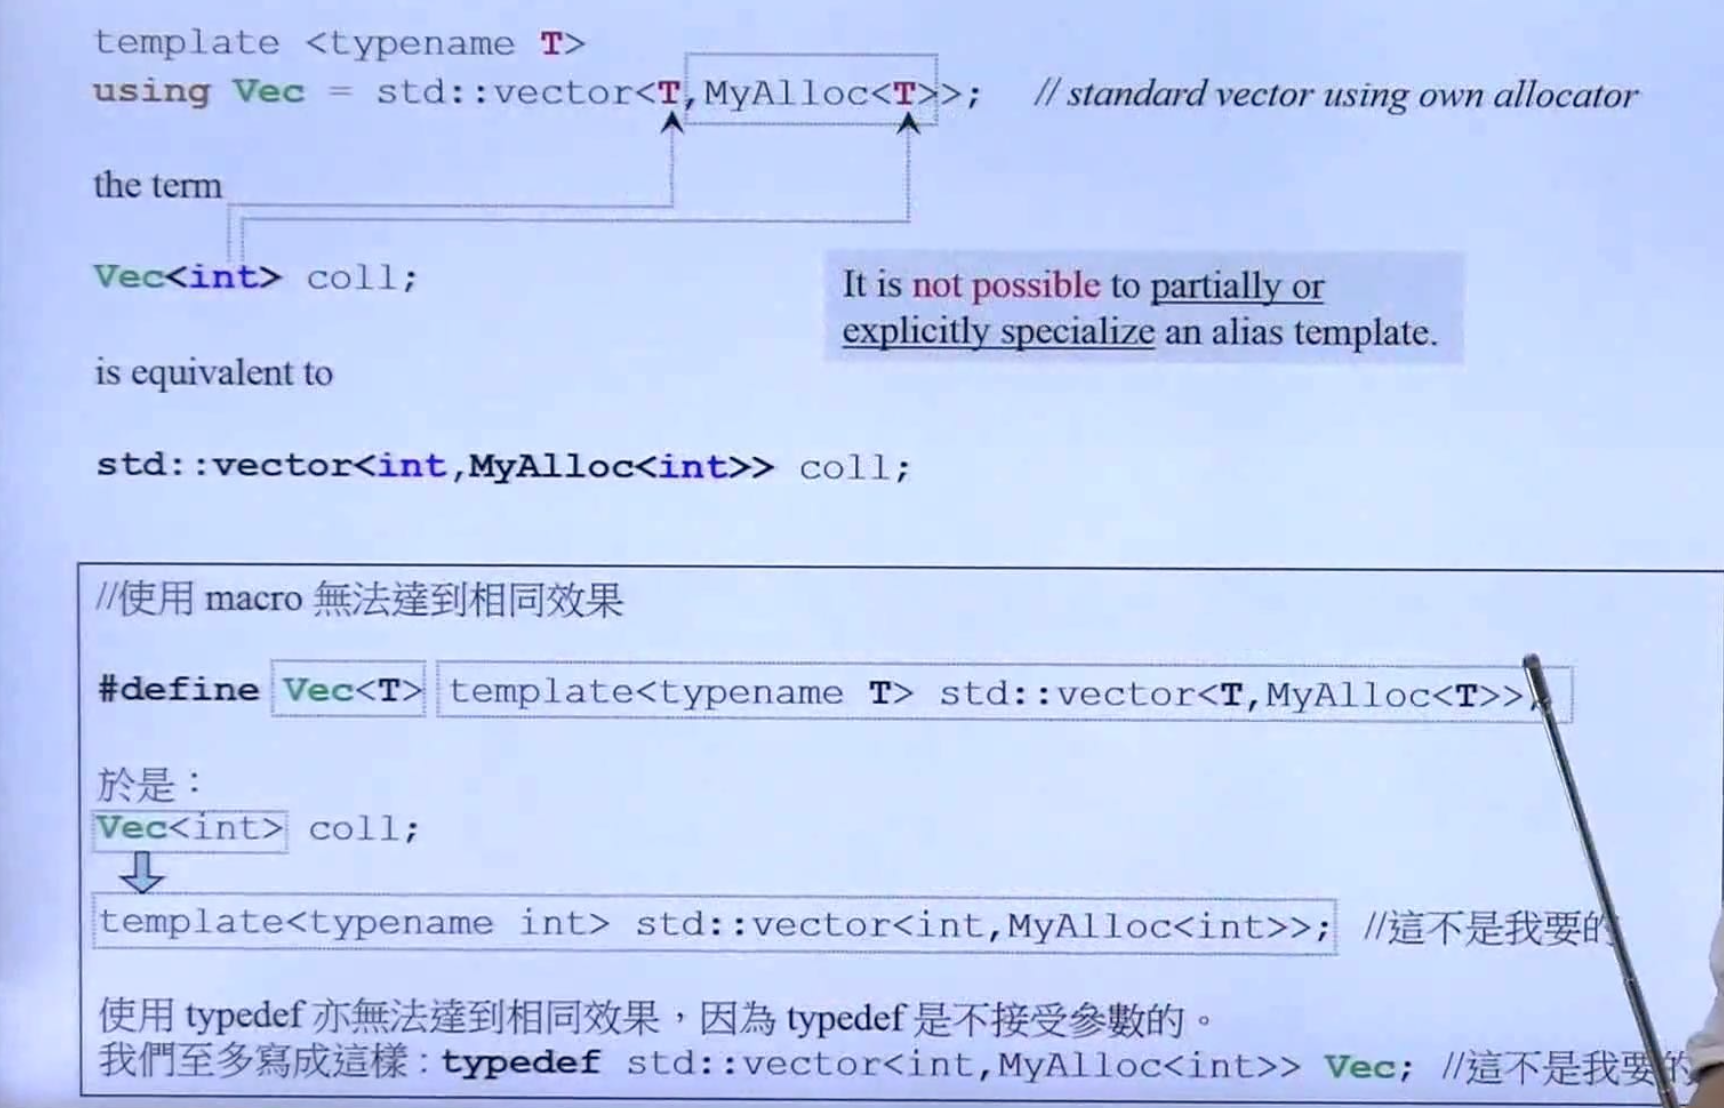 template <typename T>
using Vec = std::vector<T,MyAlloc<T>>; // standard vector using own allocator
the term
Vec<int> coll;
It is not possible to partially or
explicitly specialize an alias template.
is equivalent to
std::vector<int,MyAlloc<int>> coll;
//使用 macro 無法達到相同效果
#define Vec<T> template<typename T> std::vector<T,MyAlloc<T>>;
於是：
Vec<int> coll;
template<typename int> std::vector<int,MyAlloc<int>>; //這不是我要的
使用 typedef 亦無法達到相同效果，因為 typedef 是不接受參數的。
我們至多寫成這樣 : typedef std::vector<int,MyAlloc<int>> Vec; //這不是我要的